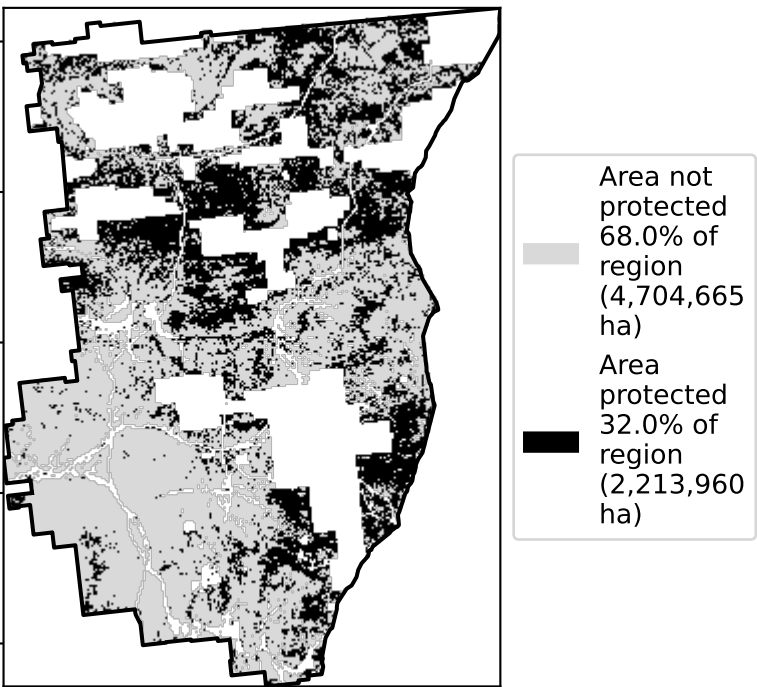 Area not
protected
68.0% of
region
(4,704,665
ha)
Area
protected
32.0% of
region
(2,213,960
ha)